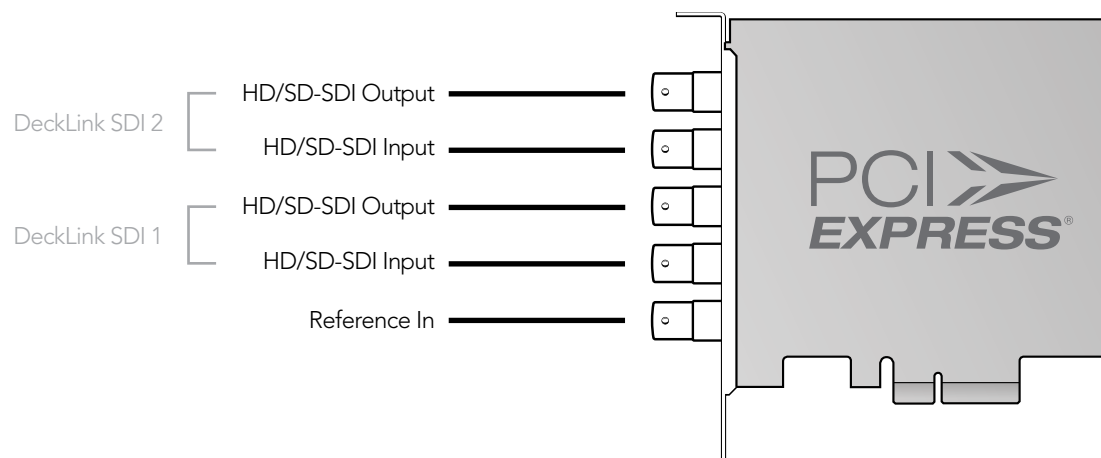 HD/SD-SDI Output
DeckLink SDI 2
HD/SD-SDI Input
HD/SD-SDI Output
DeckLink SDI 1
HD/SD-SDI Input
Reference In
PCI
EXPRESS®